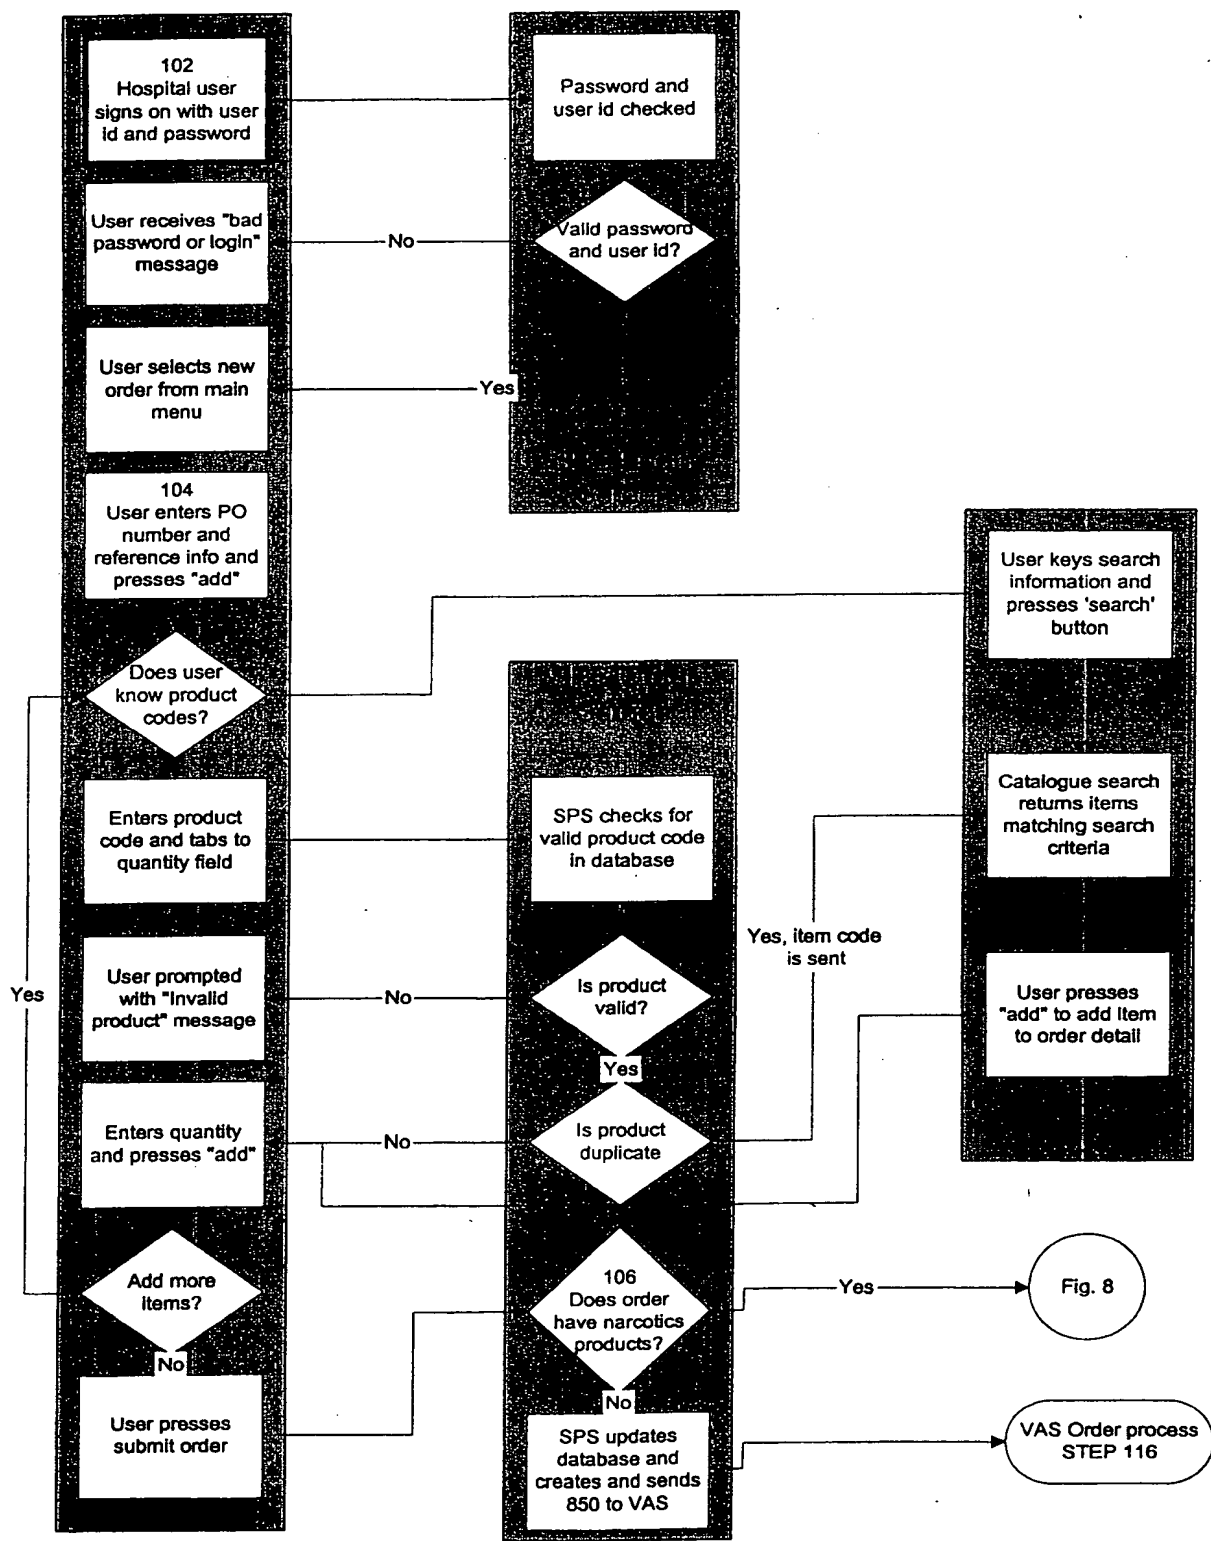 102
Hospital user
signs on with user
id and password
Password and
user id checked
User receives "bad
password or login"
message
No
Valid password
and user id?
User selects new
order from main
menu
Yes
104
User enters PO
number and
reference info and
presses "add"
User keys search
information and
presses 'search'
button
Does user
know product
codes?
Enters product
code and tabs to
quantity field
SPS checks for
valid product code
in database
Catalogue search
returns items
matching search
criteria
Yes, item code
is sent
Yes
User prompted
with "Invalid
product" message
No
Is product
valid?
User presses
"add" to add item
to order detail
Yes
Enters quantity
and presses "add"
No
Is product
duplicate
Add more
items?
106
Does order
have narcotics
products?
Yes
Fig. 8
No
User presses
submit order
No
SPS updates
database and
creates and sends
850 to VAS
VAS Order process
STEP 116